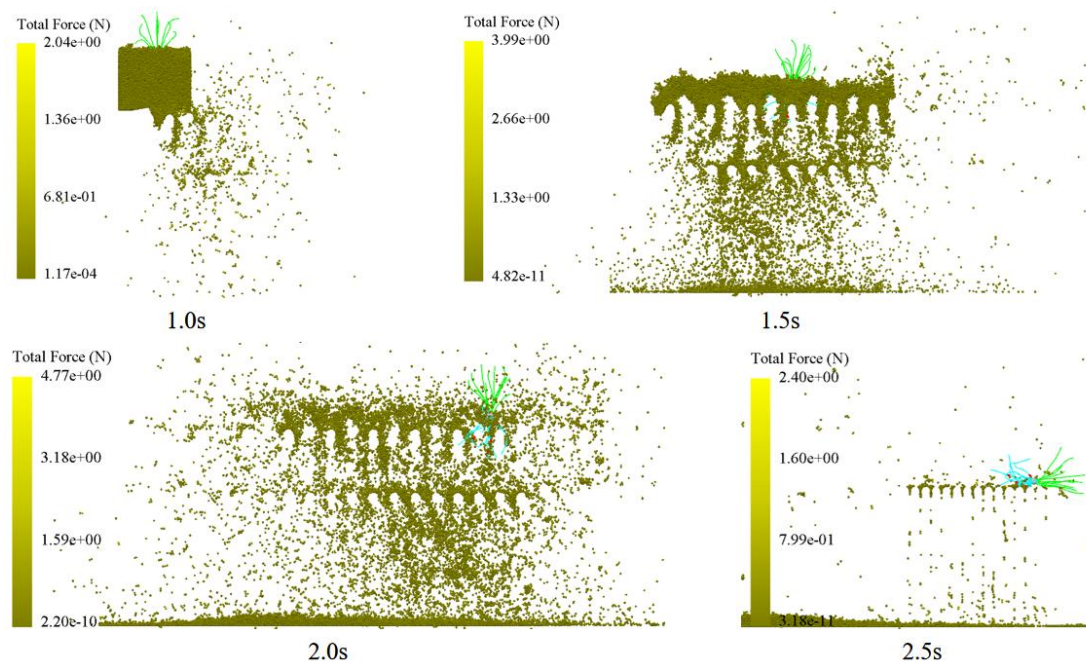 Total Force (N)
2.04e+00
1.36e+00
6.81e-01
1.17e-04
1.0s
Total Force (N)
3.99e+00
2.66e+00
1.33e+00
4.82e-11
1.5s
Total Force (N)
4.77e+00
3.18e+00
1.59e+00
2.20e-10
2.0s
Total Force (N)
2.40e+00
1.60e+00
7.99e-01
3.18e-11
2.5s